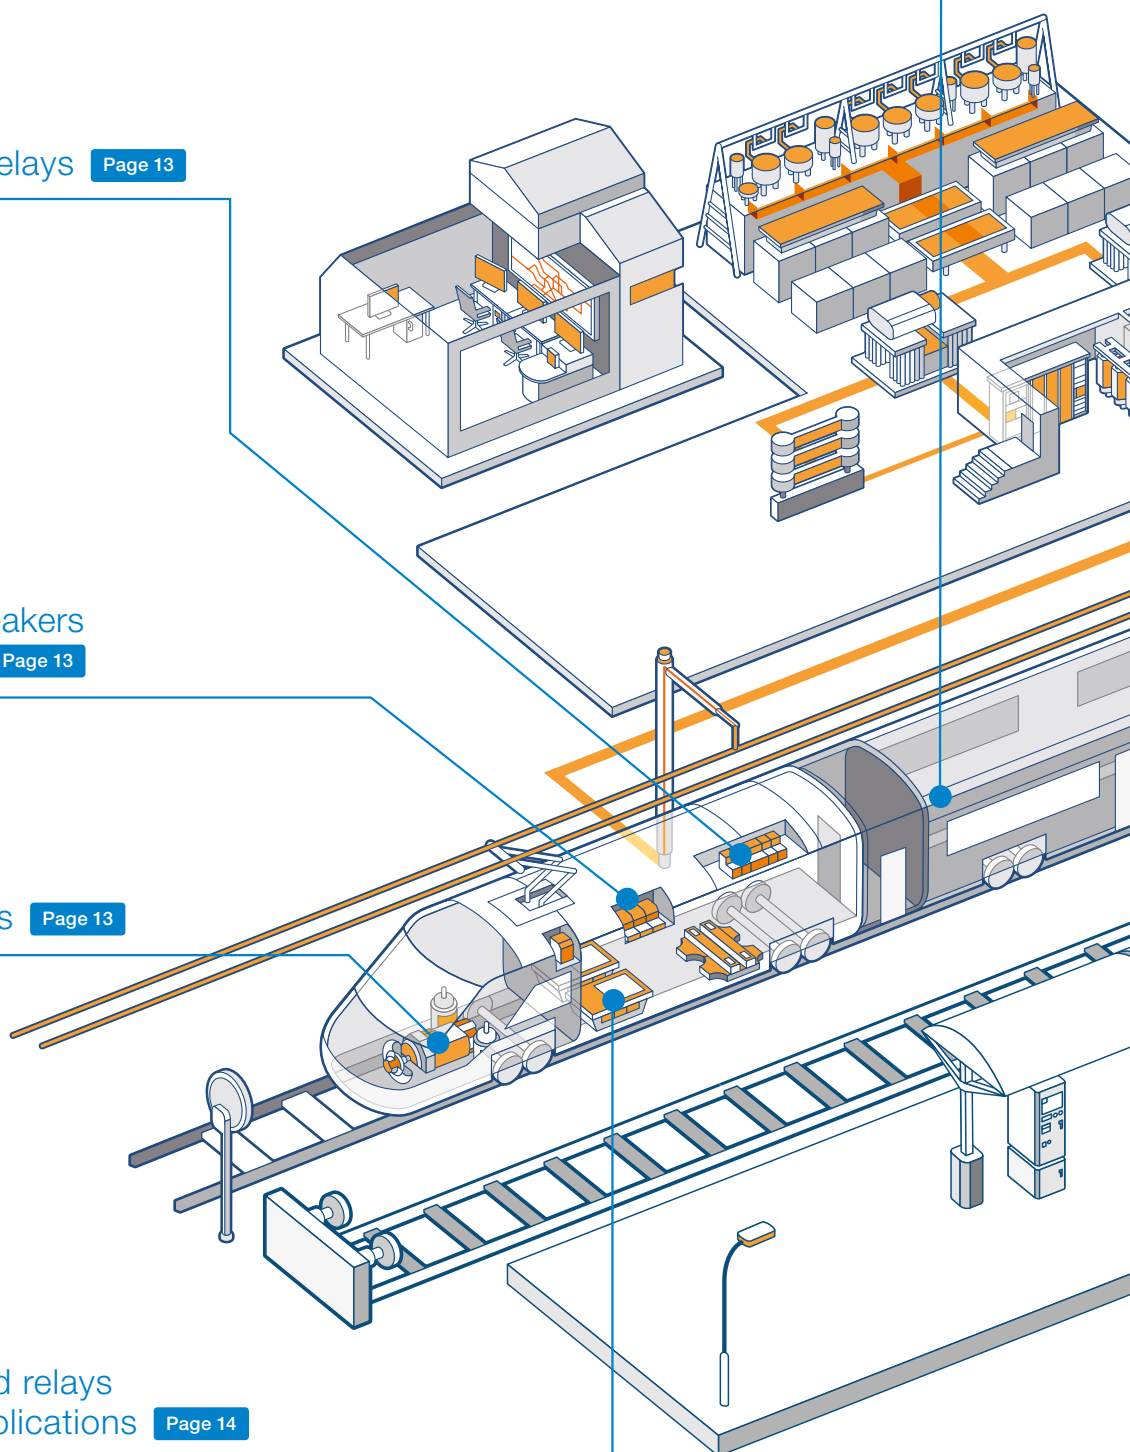 elays Page 13
akers
Page 13
s Page 13
d relays
plications Page 14